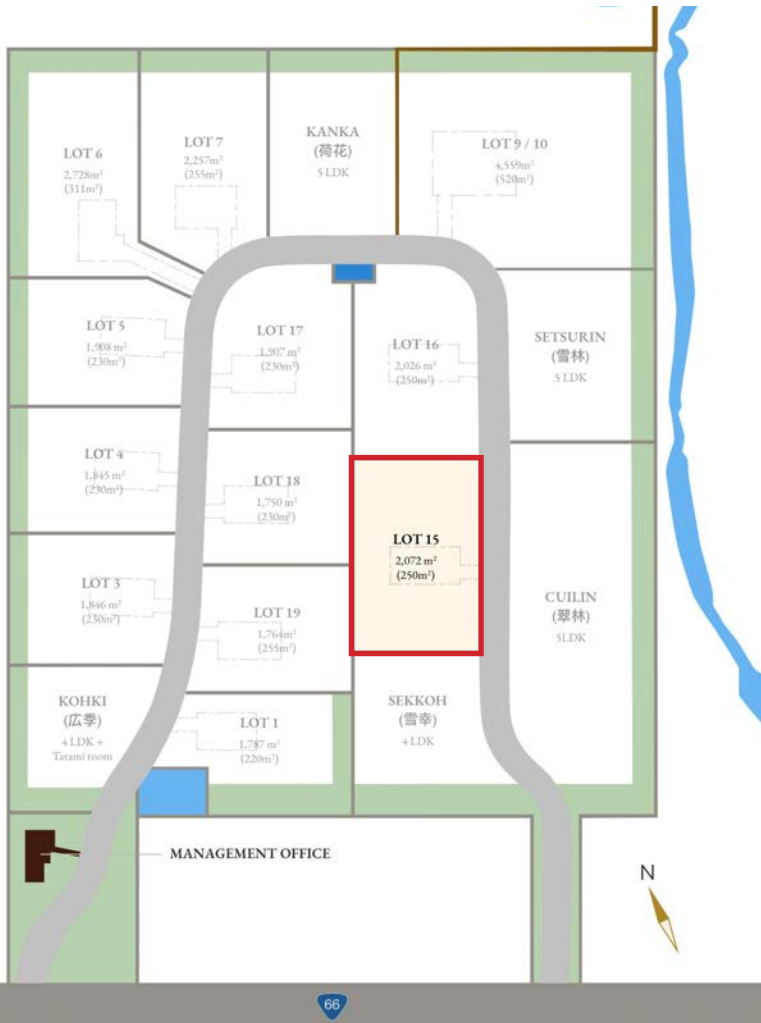 KANKA
(荷花)
5 LDK
LOT 7
2,257m²
(255m²)
LOT 9 / 10
4,559m²
(520m²)
LOT 6
2,728m²
(311m²)
LOT 5
1,908 m²
(230m²)
LOT 17
1,907 m²
(230m²)
LOT 16
2,026 m²
(250m²)
SETSURIN
(雪林)
5 LDK
LOT 4
1,845 m²
(230m²)
LOT 18
1,750 m²
(230m²)
LOT 15
2,072 m²
(250m²)
LOT 3
1,846 m²
(230m²)
LOT 19
1,764m²
(255m²)
CUILIN
(翠林)
5LDK
KOHKI
(広季)
4 LDK +
Tatami room
LOT 1
1,787 m²
(220m²)
SEKKOH
(雪幸)
4 LDK
MANAGEMENT OFFICE
N
66